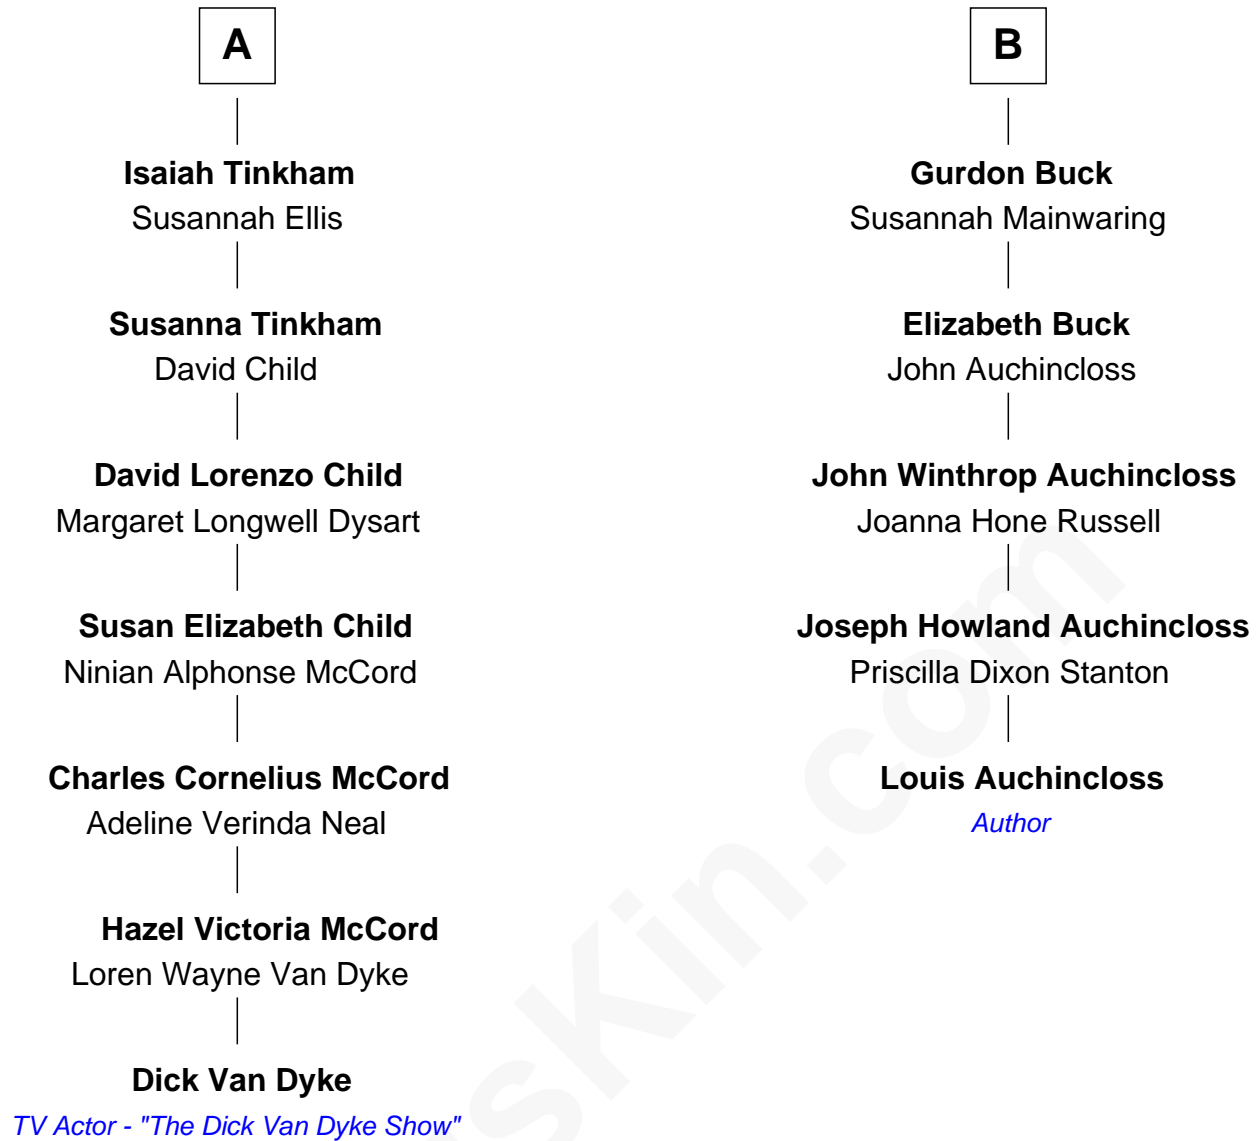 A
Isaiah Tinkham
Susannah Ellis
Susanna Tinkham
David Child
David Lorenzo Child
Margaret Longwell Dysart
Susan Elizabeth Child
Ninian Alphonse McCord
Charles Cornelius McCord
Adeline Verinda Neal
Hazel Victoria McCord
Loren Wayne Van Dyke
Dick Van Dyke
TV Actor - "The Dick Van Dyke Show"
B
Gurdon Buck
Susannah Mainwaring
Elizabeth Buck
John Auchincloss
John Winthrop Auchincloss
Joanna Hone Russell
Joseph Howland Auchincloss
Priscilla Dixon Stanton
Louis Auchincloss
Author
sKin.com